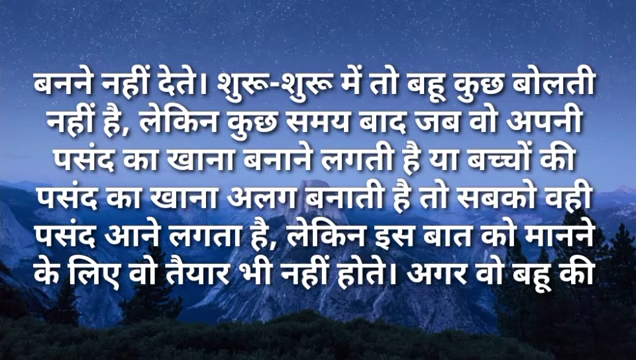 बनने नहीं देते। शुरू-शुरू में तो बहू कुछ बोलती
नहीं है, लेकिन कुछ समय बाद जब वो अपनी
पसंद का खाना बनाने लगती है या बच्चों की
पसंद का खाना अलग बनाती है तो सबको वही
पसंद आने लगता है, लेकिन इस बात को मानने
के लिए वो तैयार भी नहीं होते। अगर वो बहू की